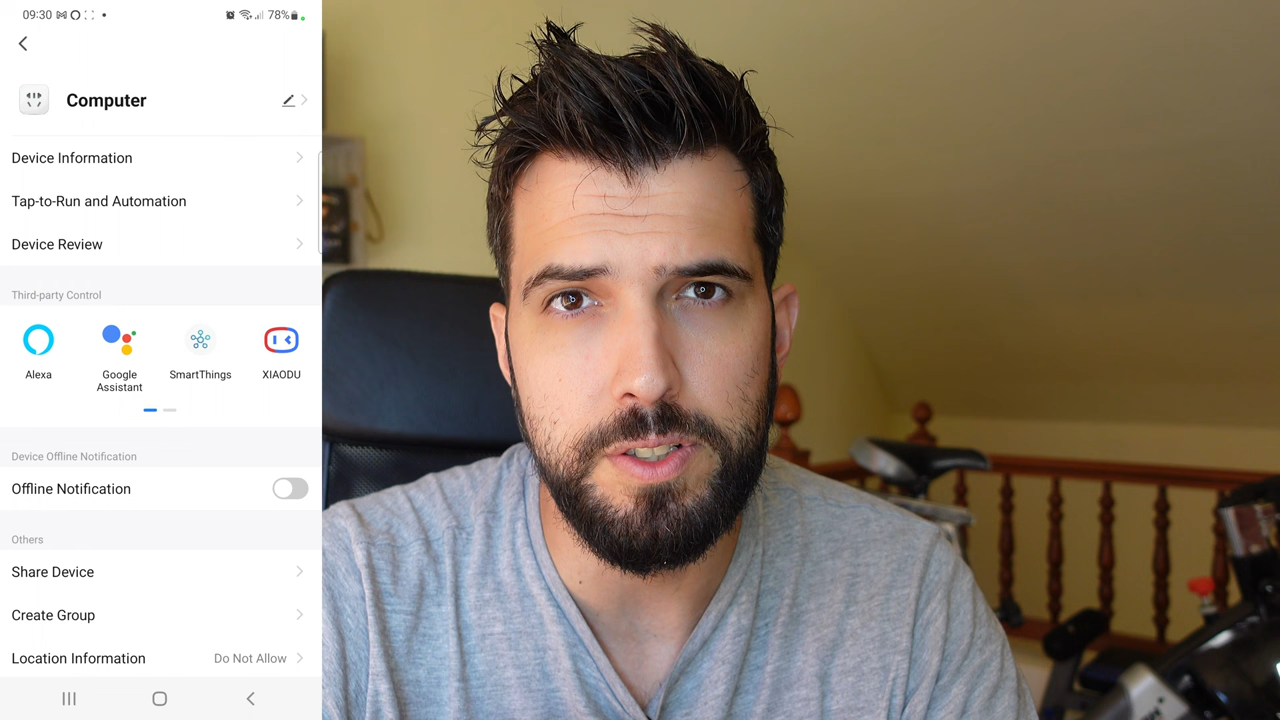 09:30 78%
Computer
Device Information
Tap-to-Run and Automation
Device Review
Third-party Control
Alexa
Google
Assistant
SmartThings
XIAODU
Device Offline Notification
Offline Notification
Others
Share Device
Create Group
Location Information Do Not Allow